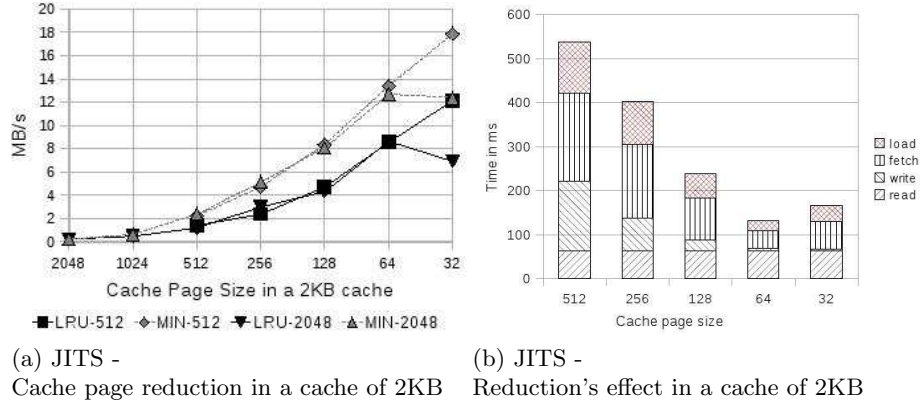 20
18
16
14
12
10
8
6
4
2
0
MB/s
2048 1024 512 256 128 64 32
Cache Page Size in a 2KB cache
LRU-512 MIN-512 LRU-2048 MIN-2048
(a) JITS -
Cache page reduction in a cache of 2KB
600
500
400
300
200
100
0
Time in ms
512 256 128 64 32
Cache page size
load
fetch
write
read
(b) JITS -
Reduction's effect in a cache of 2KB